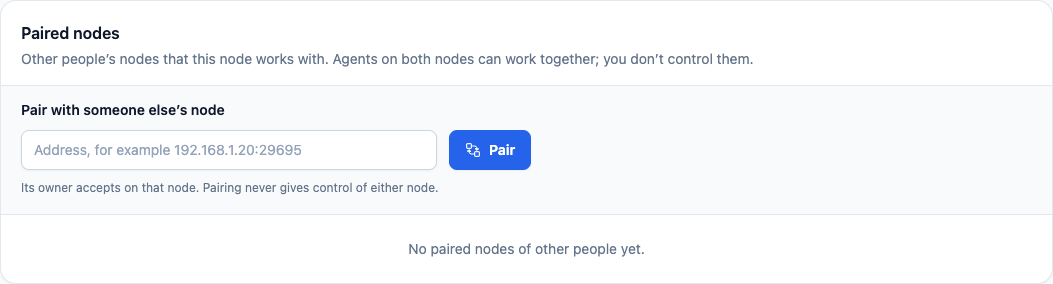 Paired nodes
Other people’s nodes that this node works with. Agents on both nodes can work together; you don’t control them.
Pair with someone else’s node
Address, for example 192.168.1.20:29695
Pair
Its owner accepts on that node. Pairing never gives control of either node.
No paired nodes of other people yet.